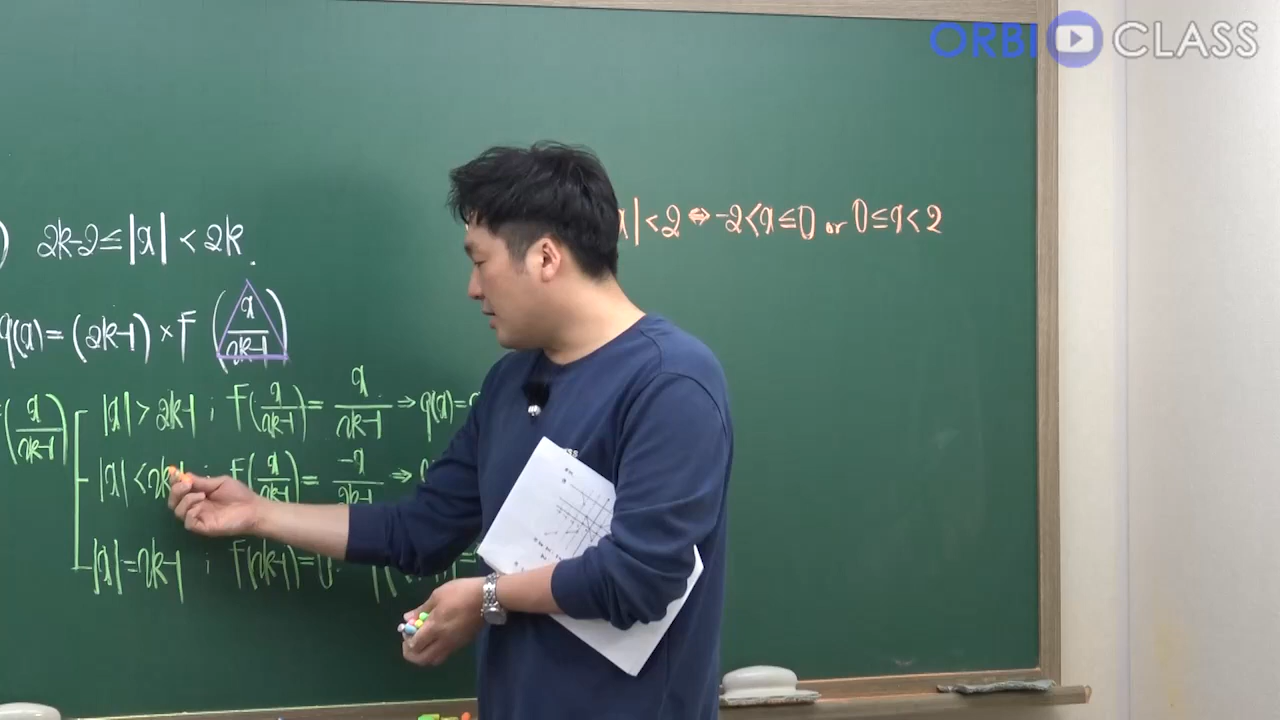 ORBI CLASS
x| < 2 ⇔ -2 < x ≤ 0 or 0 ≤ x < 2
) 2k-2 ≤ |x| < 2k.
g(x) = (2k-1) × f(x/2k-1)
(x/2k-1) |x| > 2k-1 ; f(x/2k-1) = x/2k-1 ⇒ g(x) =
|x| < 2k-1 ; f(x/2k-1) = -x/2k-1 ⇒
|x| = 2k-1 ; f(2k-1) = 0.